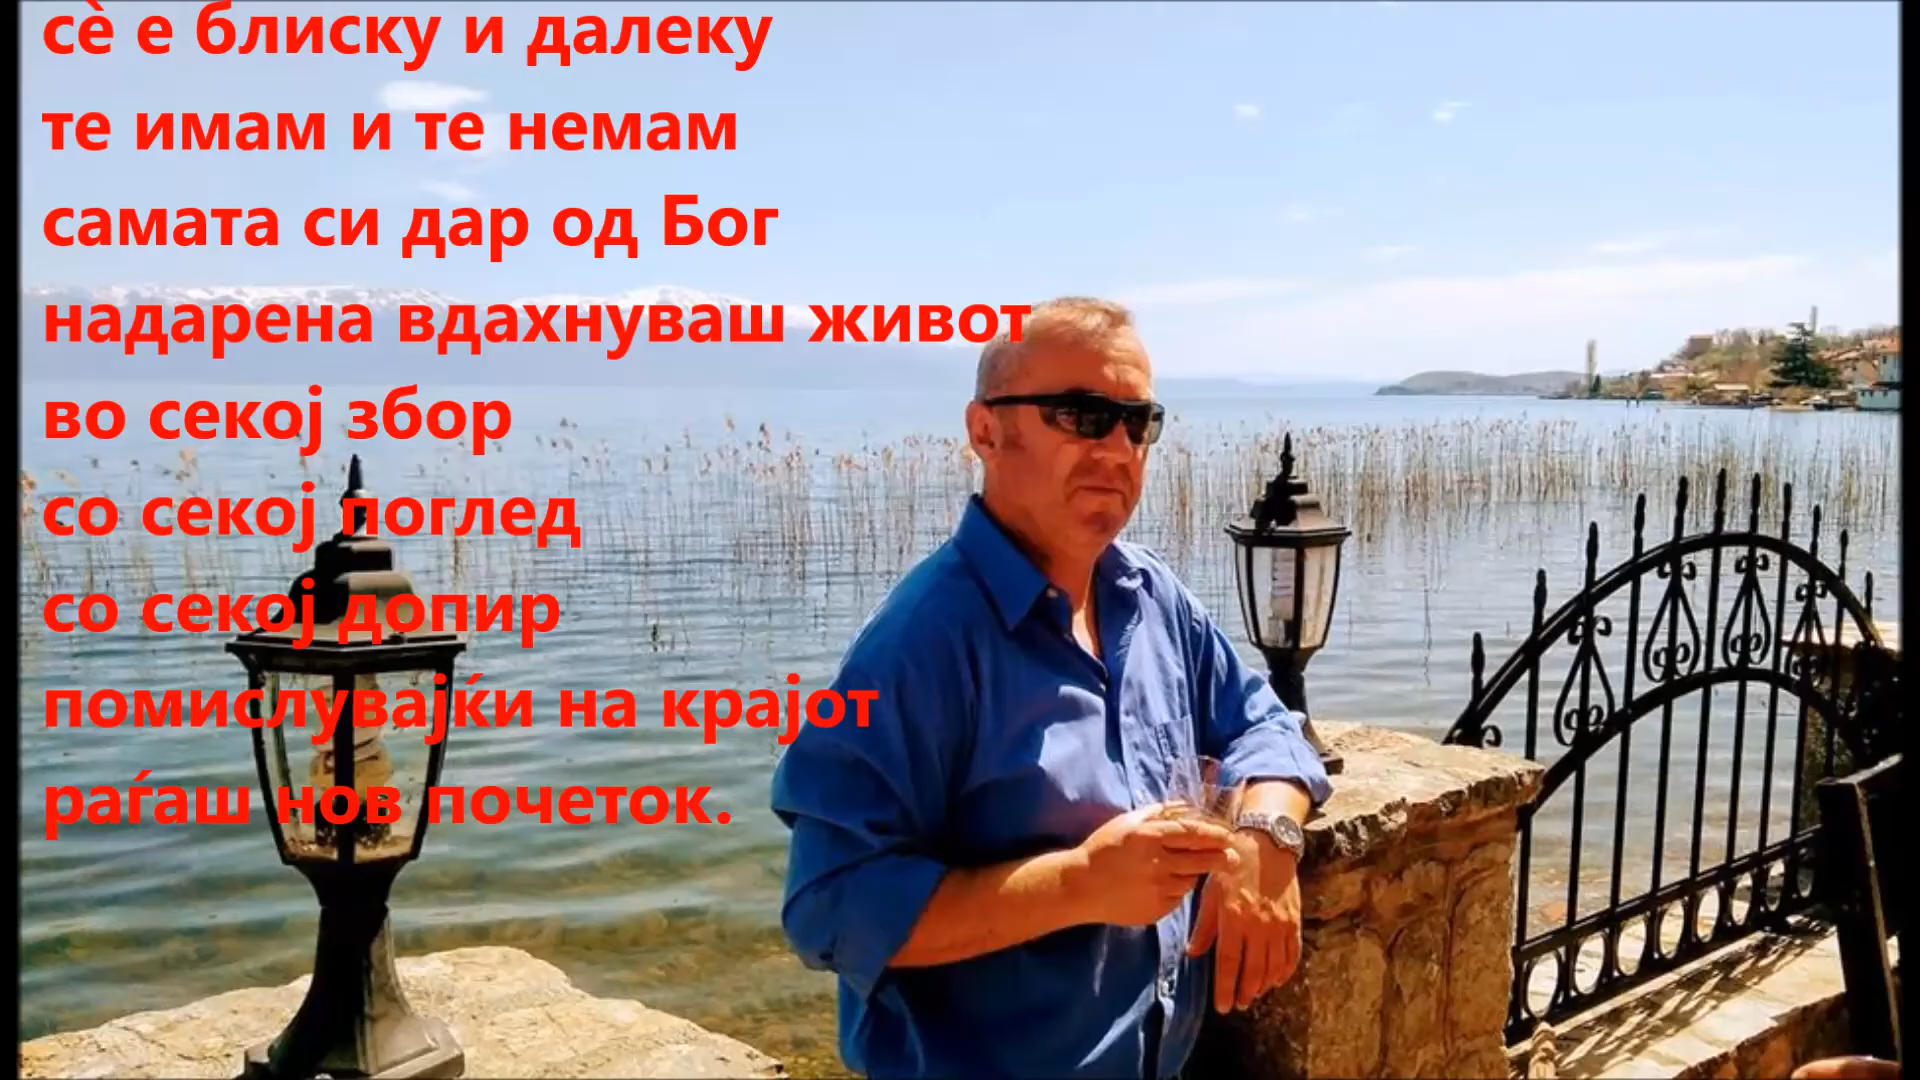 сѐ е блиску и далеку
те имам и те немам
самата си дар од Бог
надарена вдахнуваш живот
во секој збор
со секој поглед
со секој допир
помислувајќи на крајот
раѓаш нов почеток.